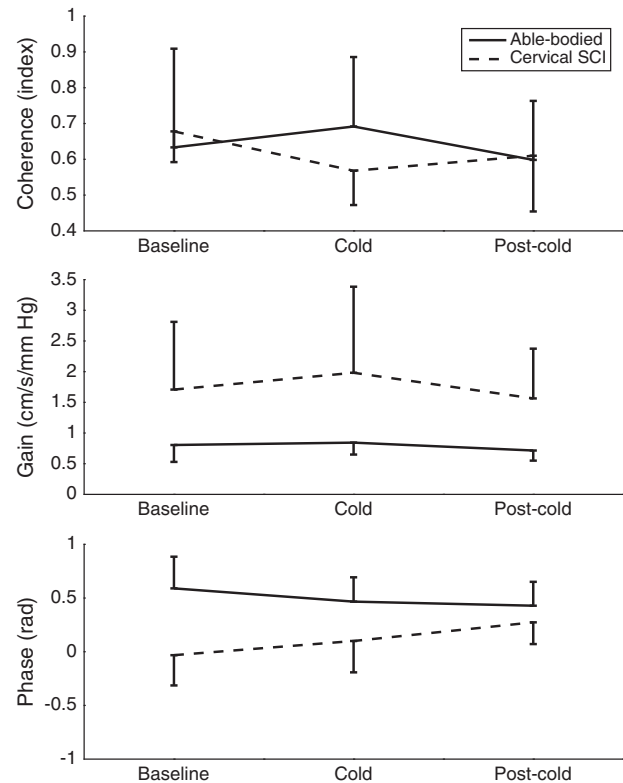 1
0.9
0.8
0.7
0.6
0.5
0.4
Coherence (index)
Able-bodied
Cervical SCI
Baseline Cold Post-cold
3.5
3
2.5
2
1.5
1
0.5
0
Gain (cm/s/mm Hg)
Baseline Cold Post-cold
1
0.5
0
-0.5
-1
Phase (rad)
Baseline Cold Post-cold